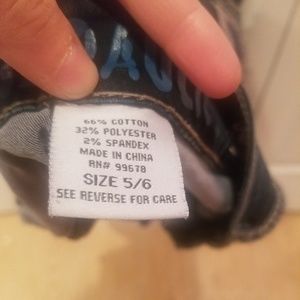 66% COTTON
32% POLYESTER
2% SPANDEX
MADE IN CHINA
RN# 99678
SIZE 5/6
SEE REVERSE FOR CARE